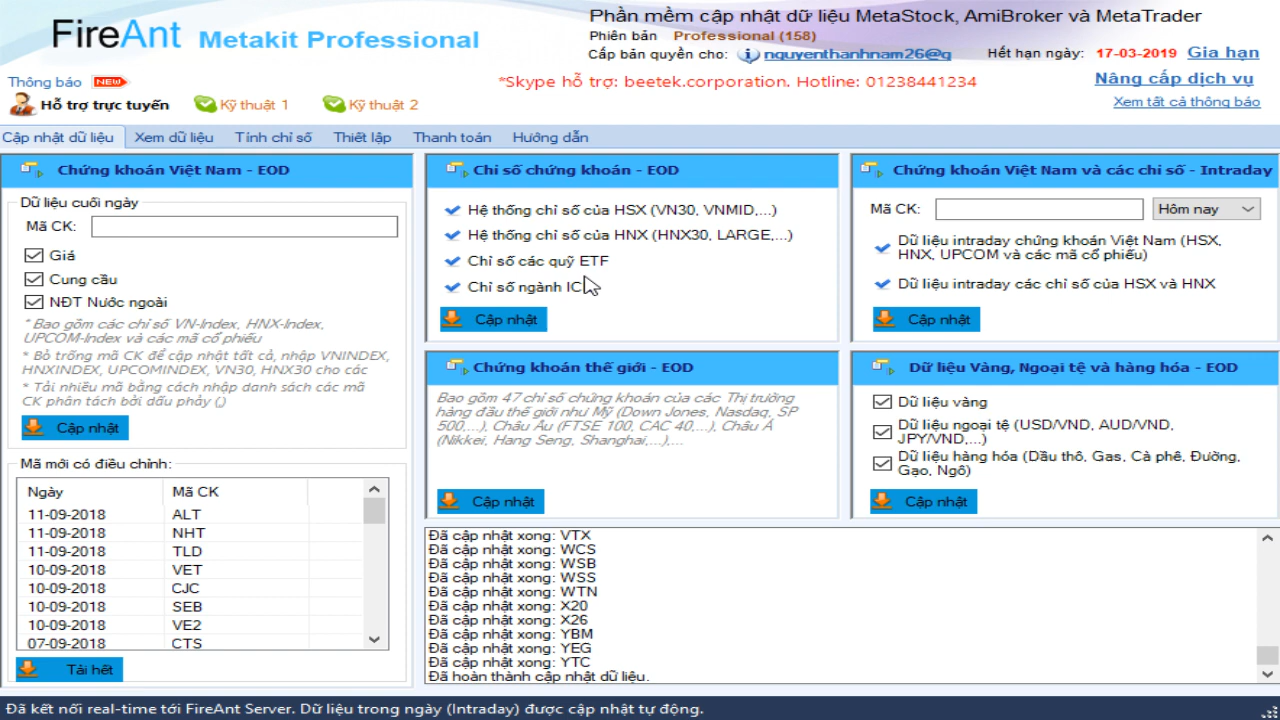 FireAnt Metakit Professional
Phần mềm cập nhật dữ liệu MetaStock, AmiBroker và MetaTrader
Phiên bản Professional (158)
Cấp bản quyền cho: nguyenthanhnam26@g
Hết hạn ngày: 17-03-2019 Gia hạn
Thông báo NEW
*Skype hỗ trợ: beetek.corporation. Hotline: 01238441234
Nâng cấp dịch vụ
Hỗ trợ trực tuyến Kỹ thuật 1 Kỹ thuật 2
Xem tất cả thông báo
Cập nhật dữ liệu Xem dữ liệu Tính chỉ số Thiết lập Thanh toán Hướng dẫn
Chứng khoán Việt Nam - EOD
Dữ liệu cuối ngày
Mã CK:
Giá
Cung cầu
NĐT Nước ngoài
* Bao gồm các chỉ số VN-Index, HNX-Index,
UPCOM-Index và các mã cổ phiếu
* Bỏ trống mã CK để cập nhật tất cả, nhập VNINDEX,
HNXINDEX, UPCOMINDEX, VN30, HNX30 cho các
* Tải nhiều mã bằng cách nhập danh sách các mã
CK phân tách bởi dấu phảy (,)
Cập nhật
Mã mới có điều chỉnh:
Ngày Mã CK
11-09-2018 ALT
11-09-2018 NHT
11-09-2018 TLD
10-09-2018 VET
10-09-2018 CJC
10-09-2018 SEB
10-09-2018 VE2
07-09-2018 CTS
Tải hết
Chỉ số chứng khoán - EOD
Hệ thống chỉ số của HSX (VN30, VNMID,...)
Hệ thống chỉ số của HNX (HNX30, LARGE,...)
Chỉ số các quỹ ETF
Chỉ số ngành
Cập nhật
Chứng khoán Việt Nam và các chỉ số - Intraday
Mã CK: Hôm nay
Dữ liệu intraday chứng khoán Việt Nam (HSX,
HNX, UPCOM và các mã cổ phiếu)
Dữ liệu intraday các chỉ số của HSX và HNX
Cập nhật
Chứng khoán thế giới - EOD
Bao gồm 47 chỉ số chứng khoán của các Thị trường
hàng đầu thế giới như Mỹ (Down Jones, Nasdaq, SP
500,...), Châu Âu (FTSE 100, CAC 40,...), Châu Á
(Nikkei, Hang Seng, Shanghai,...),...
Cập nhật
Dữ liệu Vàng, Ngoại tệ và hàng hóa - EOD
Dữ liệu vàng
Dữ liệu ngoại tệ (USD/VND, AUD/VND,
JPY/VND,...)
Dữ liệu hàng hóa (Dầu thô, Gas, Cà phê, Đường,
Gạo, Ngô)
Cập nhật
Đã cập nhật xong: VTX
Đã cập nhật xong: WCS
Đã cập nhật xong: WSB
Đã cập nhật xong: WSS
Đã cập nhật xong: WTN
Đã cập nhật xong: X20
Đã cập nhật xong: X26
Đã cập nhật xong: YBM
Đã cập nhật xong: YEG
Đã cập nhật xong: YTC
Đã hoàn thành cập nhật dữ liệu.
Đã kết nối real-time tới FireAnt Server. Dữ liệu trong ngày (Intraday) được cập nhật tự động.